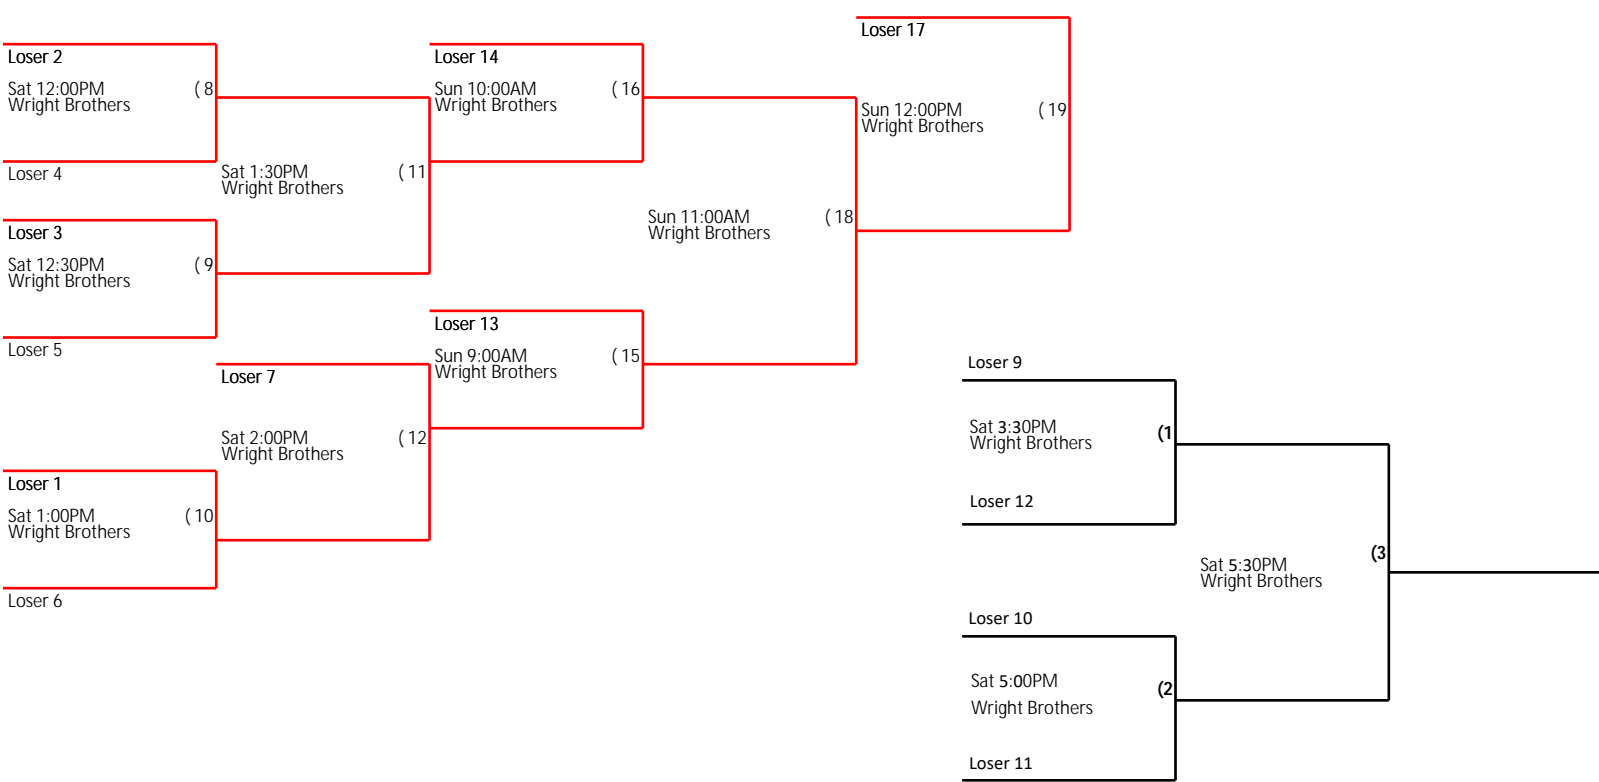 Loser 17
Loser 2
Loser 14
Sat 12:00PM
Wright Brothers
( 8
Sun 10:00AM
Wright Brothers
( 16
Sun 12:00PM
Wright Brothers
( 19
Loser 4
Sat 1:30PM
Wright Brothers
( 11
Sun 11:00AM
Wright Brothers
( 18
Loser 3
Sat 12:30PM
Wright Brothers
( 9
Loser 13
Sun 9:00AM
Wright Brothers
( 15
Loser 5
Loser 7
Sat 2:00PM
Wright Brothers
( 12
Loser 1
Sat 1:00PM
Wright Brothers
( 10
Loser 6
Loser 9
Sat 3:30PM
Wright Brothers
(1
Loser 12
Sat 5:30PM
Wright Brothers
(3
Loser 10
Sat 5:00PM
Wright Brothers
(2
Loser 11